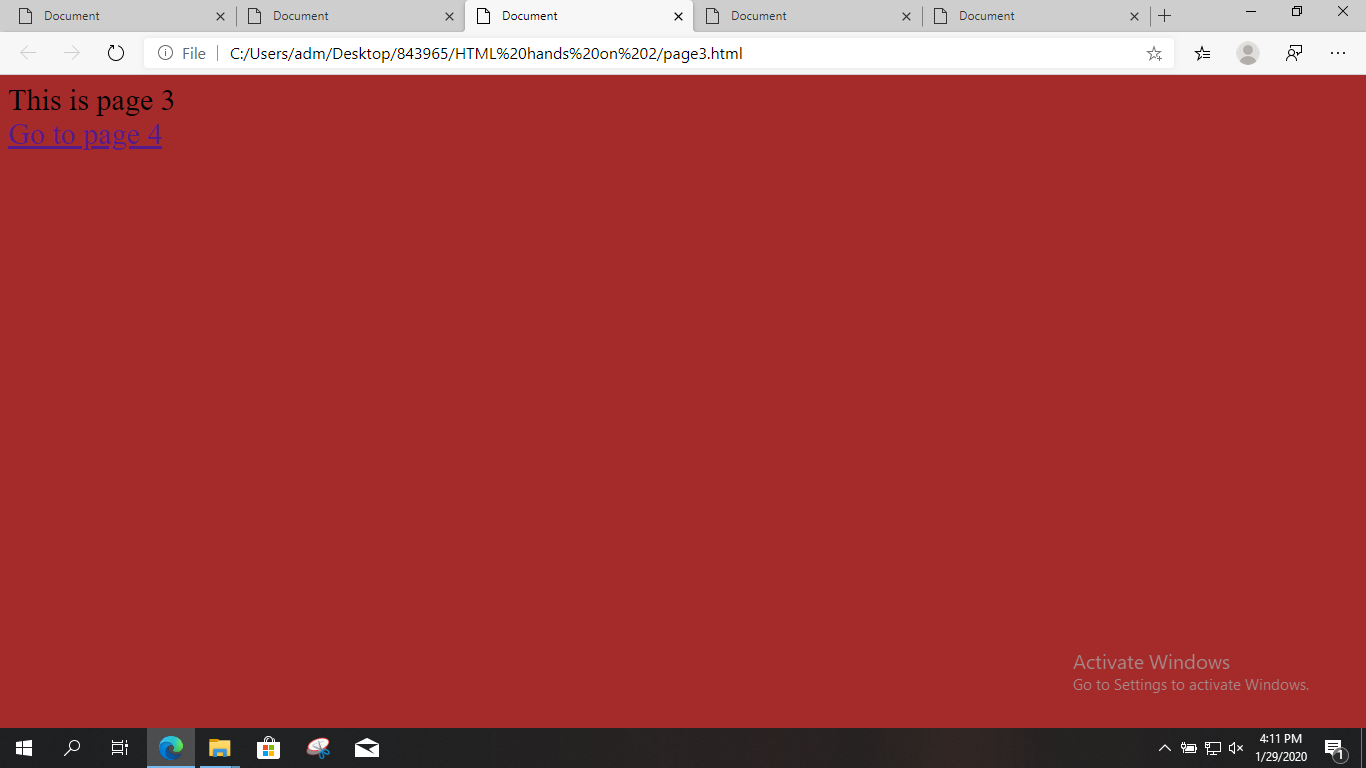 Document
Document
Document
Document
Document
File
C:/Users/adm/Desktop/843965/HTML%20hands%20on%202/page3.html
This is page 3
Go to page 4
Activate Windows
Go to Settings to activate Windows.
4:11 PM
1/29/2020
1